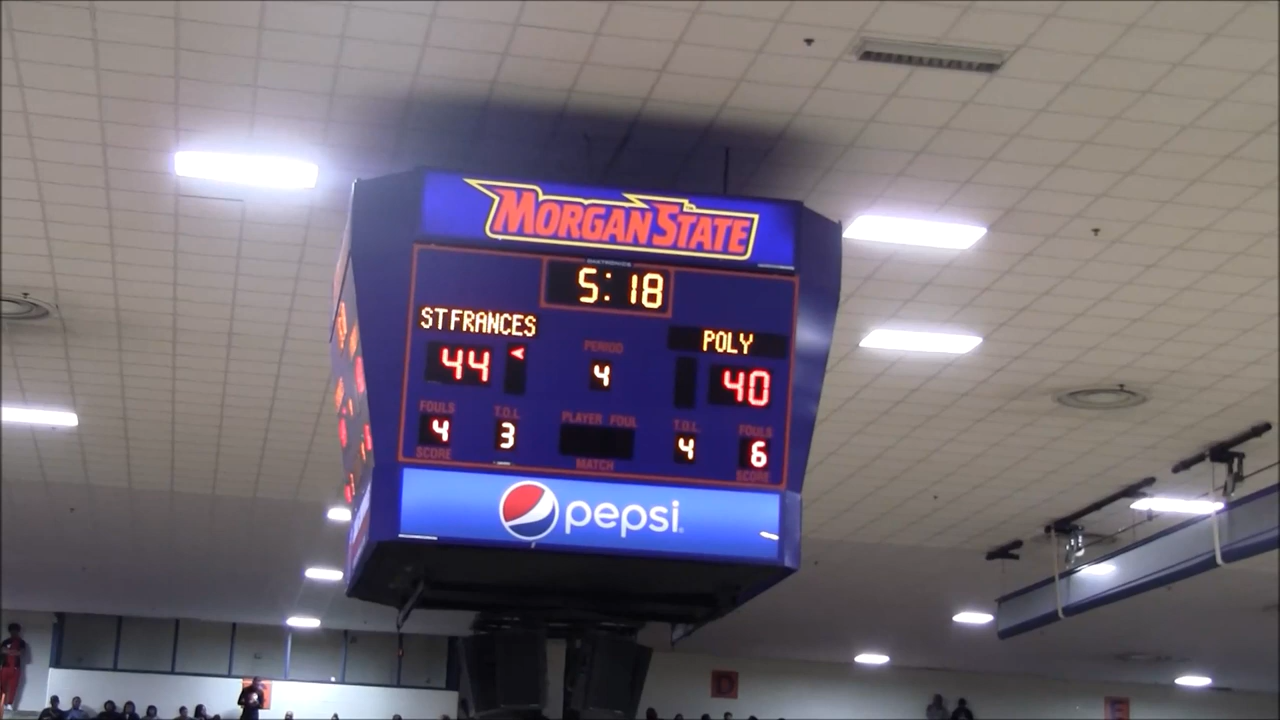 MORGAN STATE
DAKTRONICS
5:18
STFRANCES
POLY
PERIOD
44
4
40
FOULS
T.O.L
PLAYER FOUL
T.O.L
FOULS
4
3
4
6
SCORE
MATCH
SCORE
pepsi
D
E